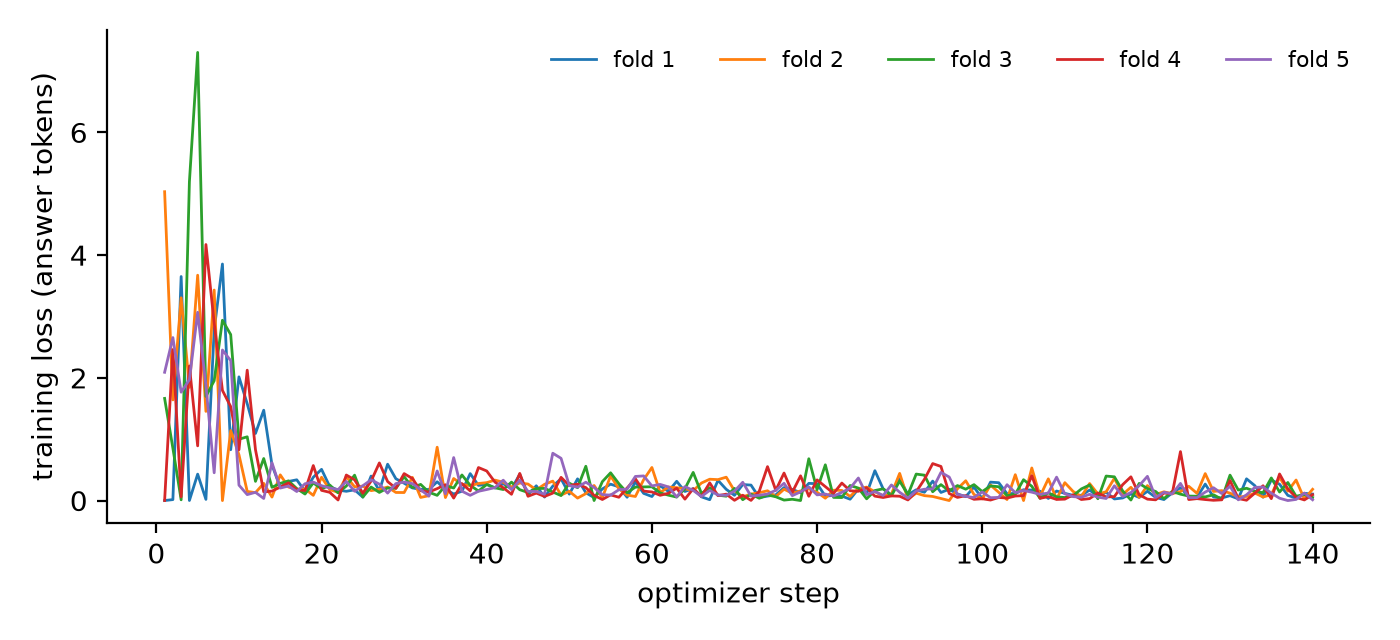 fold 1 fold 2 fold 3 fold 4 fold 5
training loss (answer tokens)
6
4
2
0
0 20 40 60 80 100 120 140
optimizer step